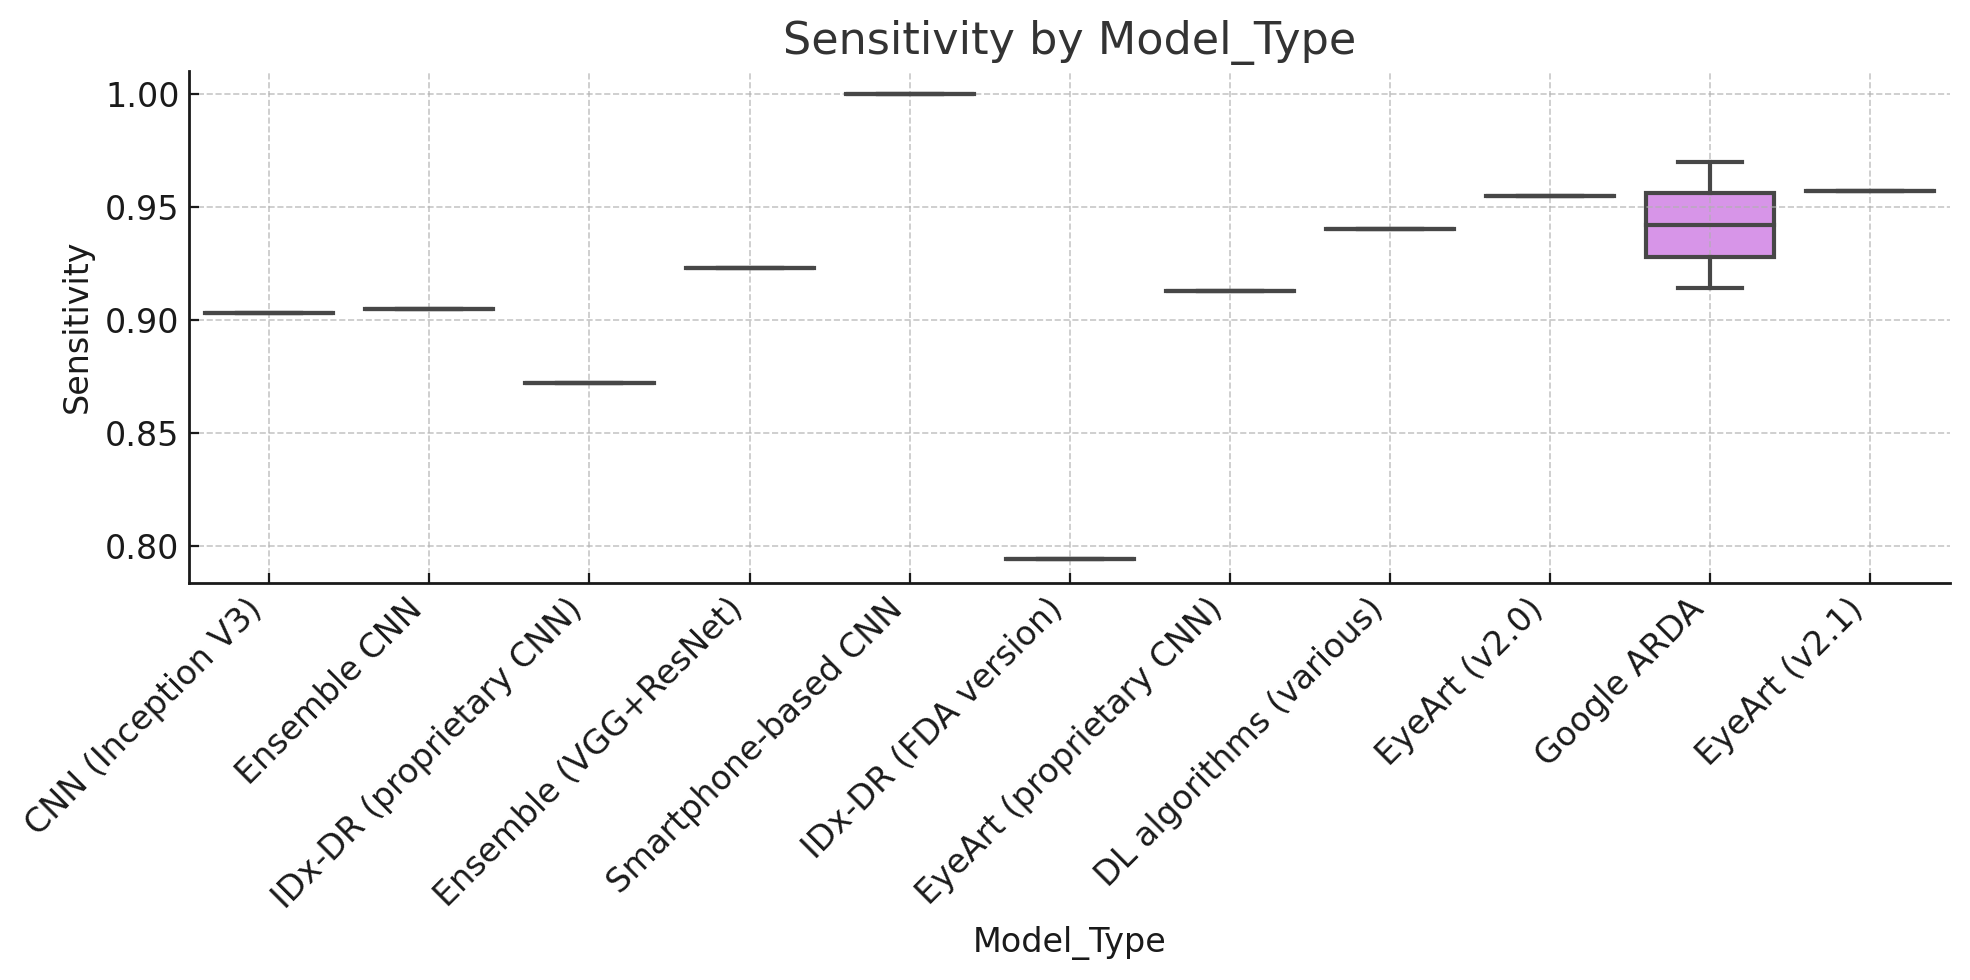 Sensitivity by Model_Type
Sensitivity
1.00
0.95
0.90
0.85
0.80
CNN (Inception V3)
Ensemble CNN
IDx-DR (proprietary CNN)
Ensemble (VGG+ResNet)
Smartphone-based CNN
IDx-DR (FDA version)
EyeArt (proprietary CNN)
DL algorithms (various)
EyeArt (v2.0)
Google ARDA
EyeArt (v2.1)
Model_Type